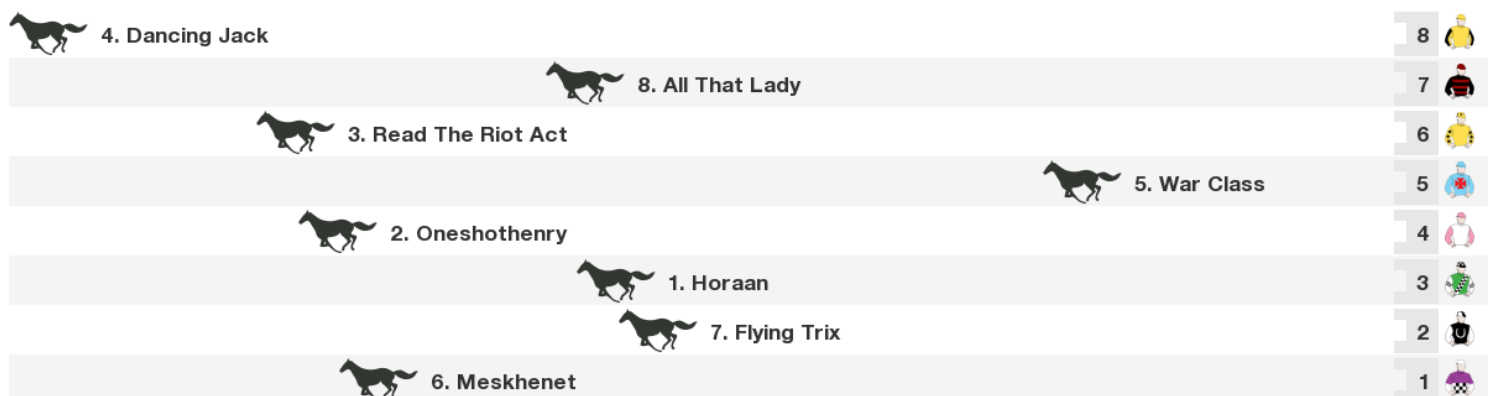 4. Dancing Jack 8
8. All That Lady 7
3. Read The Riot Act 6
5. War Class 5
2. Oneshothenry 4
1. Horaan 3
7. Flying Trix 2
6. Meskhenet 1